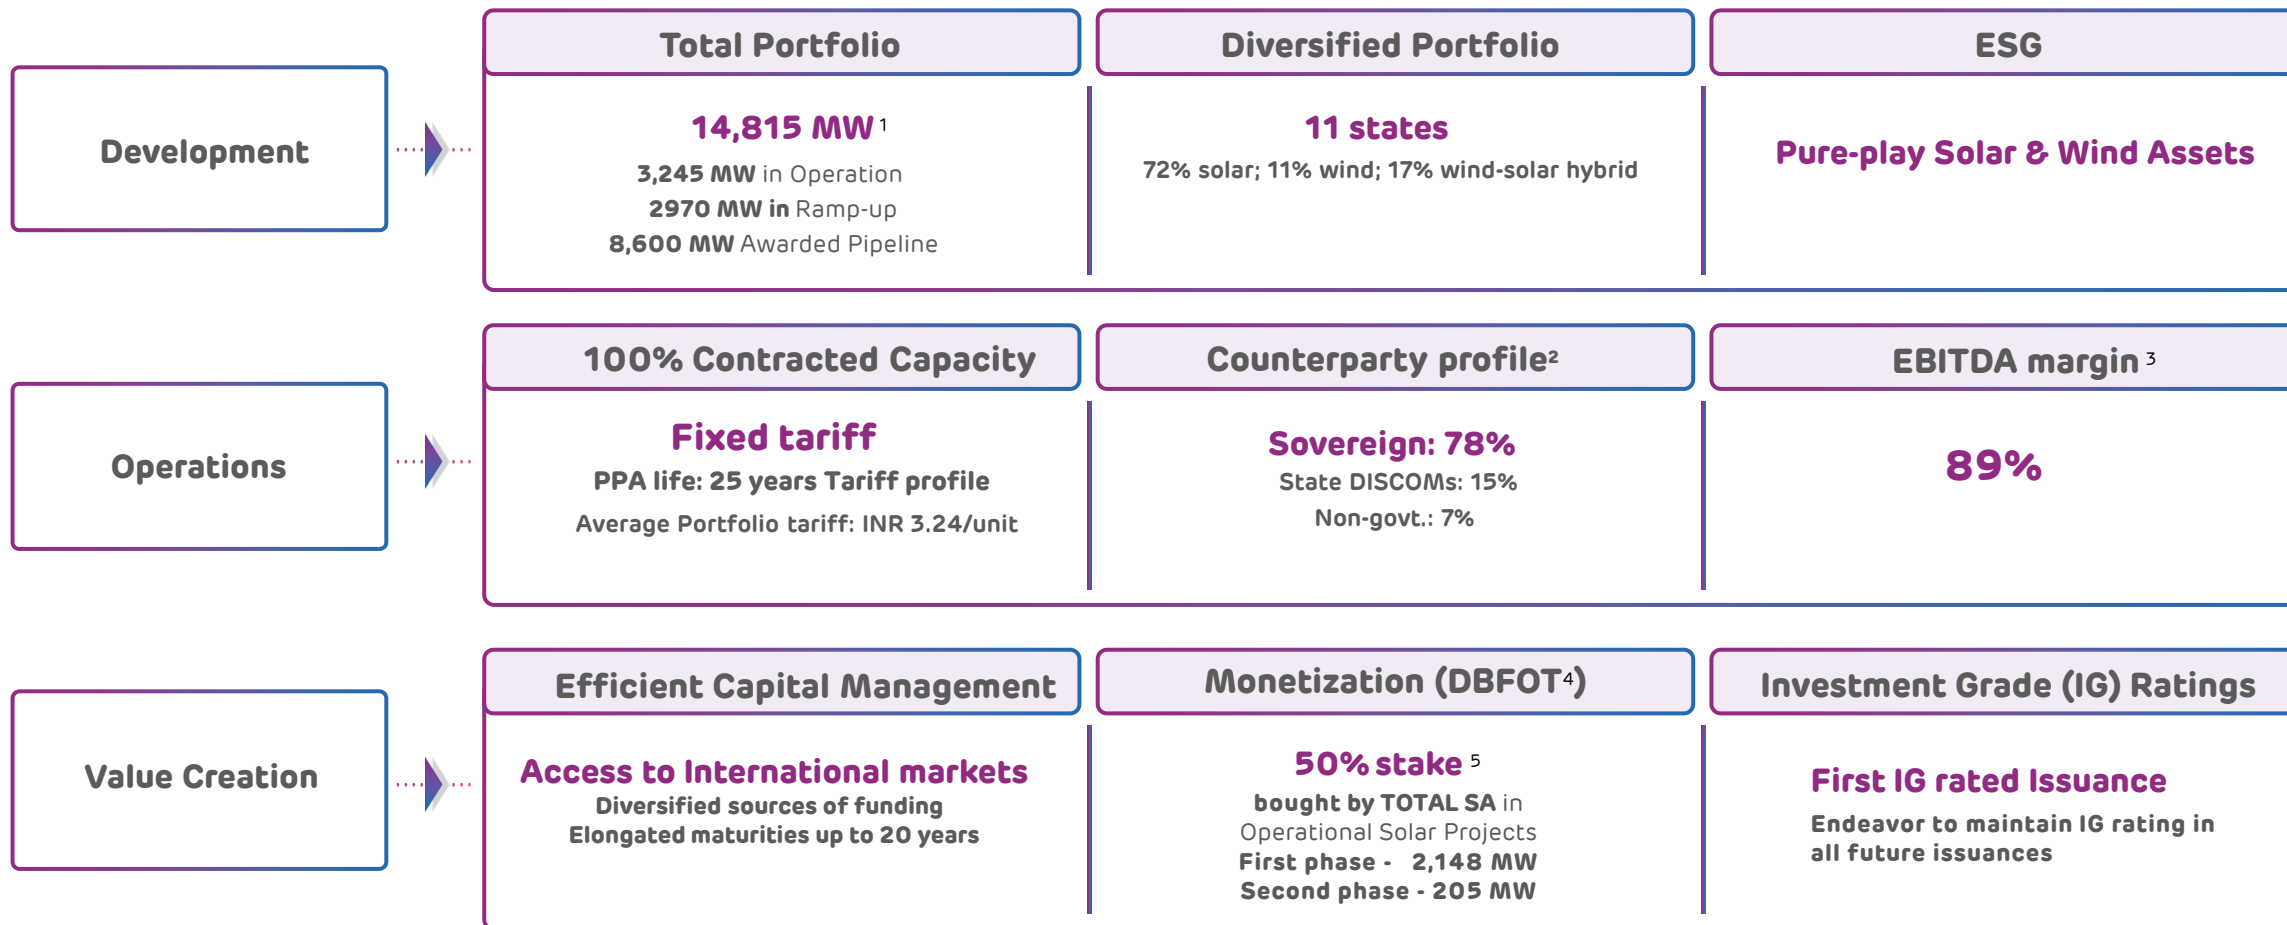 Total Portfolio
Diversified Portfolio
ESG
Development
14,815 MW 1
3,245 MW in Operation
2970 MW in Ramp-up
8,600 MW Awarded Pipeline
11 states
72% solar; 11% wind; 17% wind-solar hybrid
Pure-play Solar & Wind Assets
100% Contracted Capacity
Counterparty profile2
EBITDA margin 3
Operations
Fixed tariff
PPA life: 25 years Tariff profile
Average Portfolio tariff: INR 3.24/unit
Sovereign: 78%
State DISCOMs: 15%
Non-govt.: 7%
89%
Efficient Capital Management
Monetization (DBFOT4)
Investment Grade (IG) Ratings
Value Creation
Access to International markets
Diversified sources of funding
Elongated maturities up to 20 years
50% stake 5
bought by TOTAL SA in
Operational Solar Projects
First phase - 2,148 MW
Second phase - 205 MW
First IG rated Issuance
Endeavor to maintain IG rating in
all future issuances